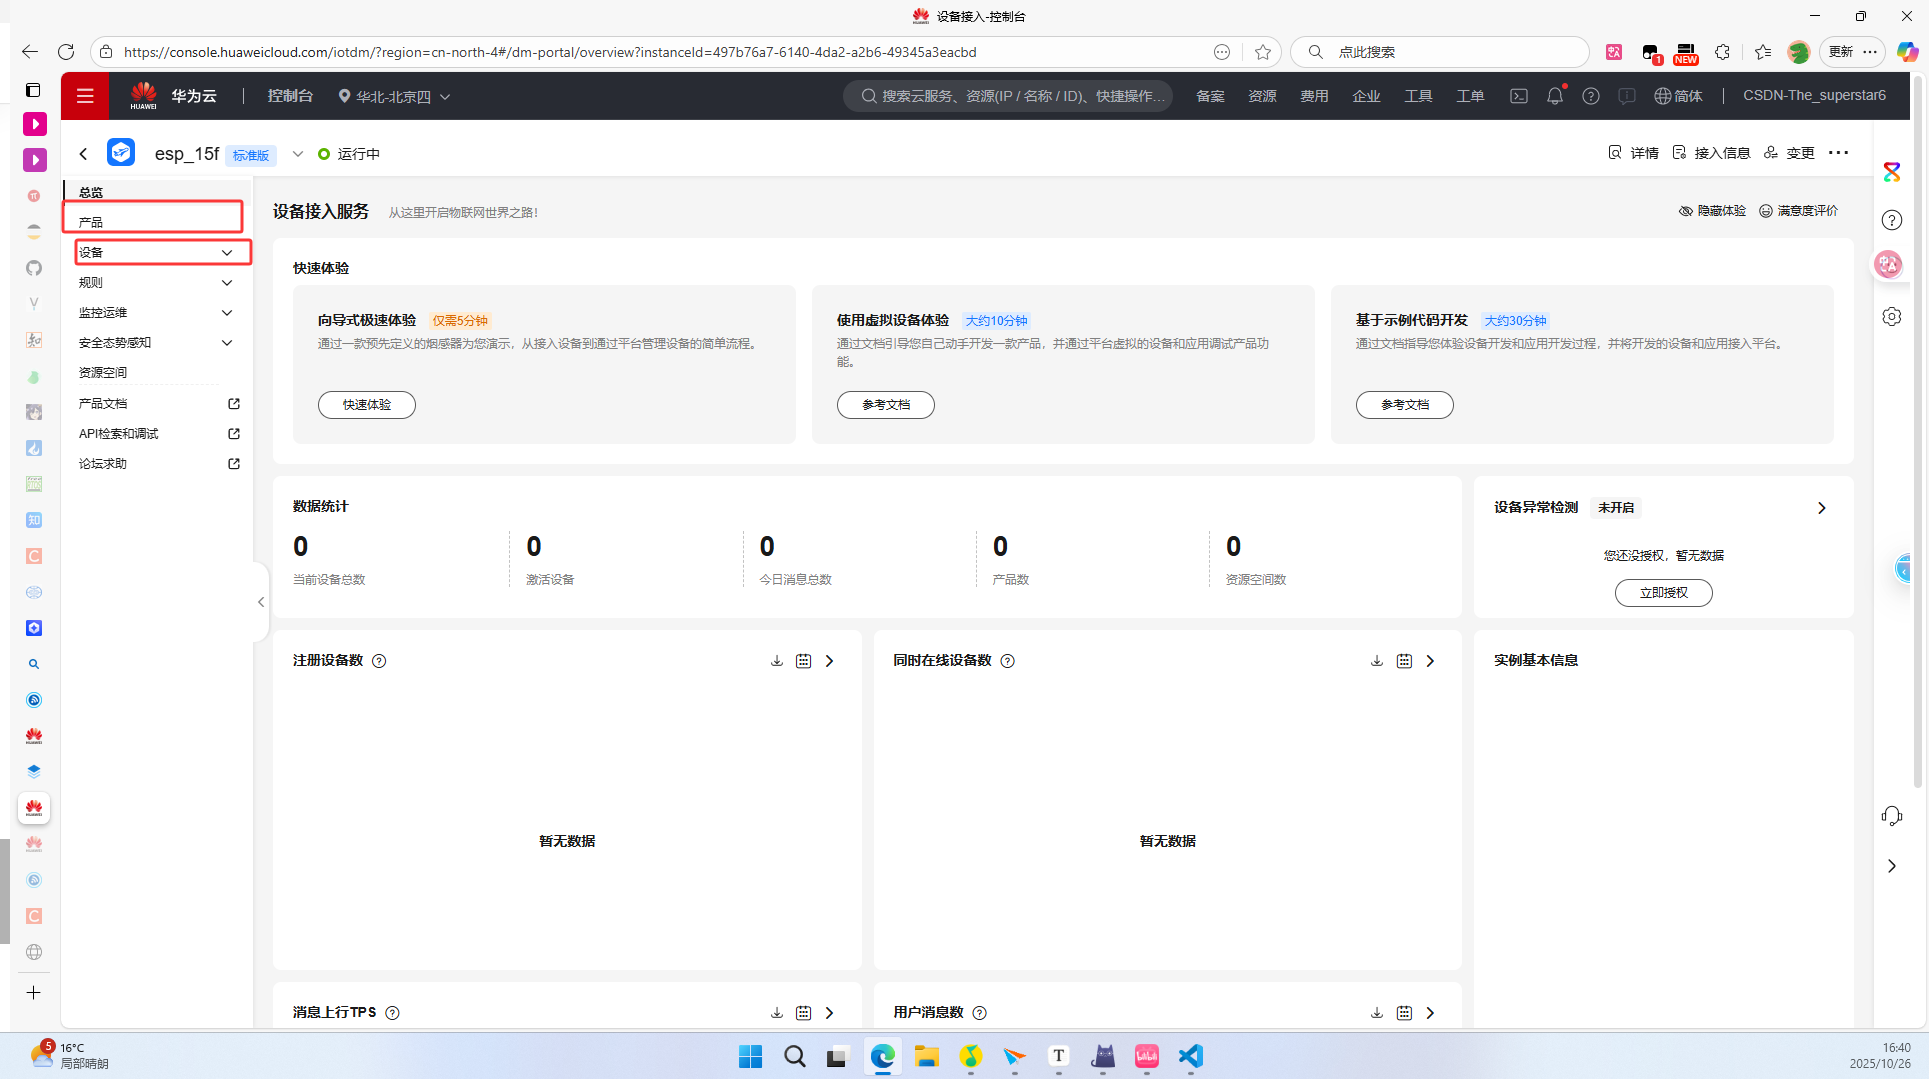 设备接入-控制台
https://console.huaweicloud.com/iotdm/?region=cn-north-4#/dm-portal/overview?instanceId=497b76a7-6140-4da2-a2b6-49345a3eacbd
点此搜索
1
NEW
更新
HUAWEI
华为云
控制台
华北-北京四
搜索云服务、资源(IP / 名称 / ID)、快捷操作...
备案
资源
费用
企业
工具
工单
简体
CSDN-The_superstar6
esp_15f
标准版
运行中
详情
接入信息
变更
总览
产品
设备
规则
监控运维
安全态势感知
资源空间
产品文档
API检索和调试
论坛求助
设备接入服务
从这里开启物联网世界之路!
隐藏体验
满意度评价
快速体验
向导式极速体验
仅需5分钟
通过一款预先定义的烟感器为您演示，从接入设备到通过平台管理设备的简单流程。
快速体验
使用虚拟设备体验
大约10分钟
通过文档引导您自己动手开发一款产品，并通过平台虚拟的设备和应用调试产品功
能。
参考文档
基于示例代码开发
大约30分钟
通过文档指导您体验设备开发和应用开发过程，并将开发的设备和应用接入平台。
参考文档
数据统计
0
当前设备总数
0
激活设备
0
今日消息总数
0
产品数
0
资源空间数
设备异常检测
未开启
您还没授权，暂无数据
立即授权
注册设备数
暂无数据
同时在线设备数
暂无数据
实例基本信息
消息上行TPS
用户消息数
5
16°C
局部晴朗
16:40
2025/10/26